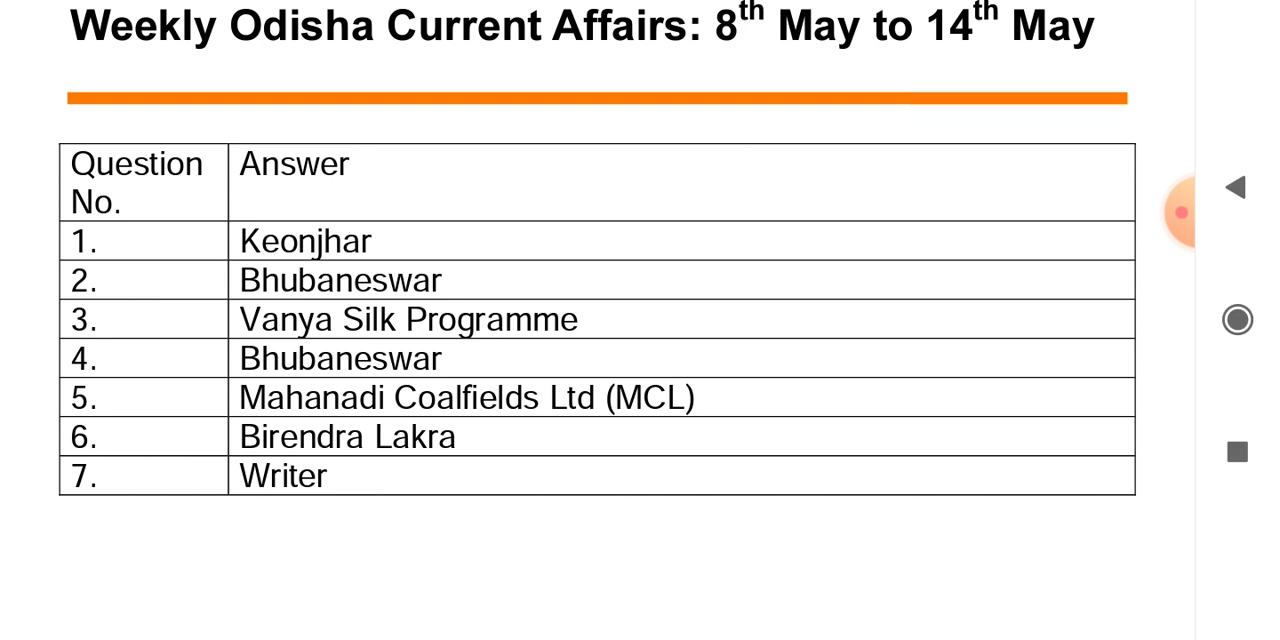 Weekly Odisha Current Affairs: 8th May to 14th May
Question Answer
No.
1. Keonjhar
2. Bhubaneswar
3. Vanya Silk Programme
4. Bhubaneswar
5. Mahanadi Coalfields Ltd (MCL)
6. Birendra Lakra
7. Writer